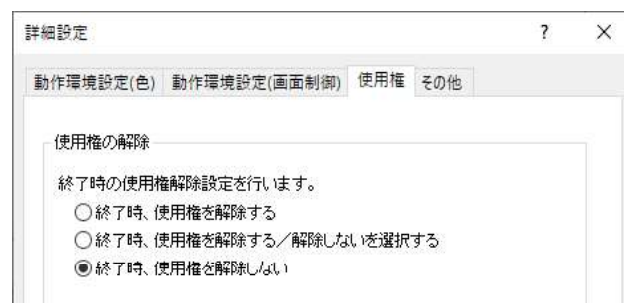 詳細設定 ? ×
動作環境設定(色) 動作環境設定(画面制御) 使用権 その他
使用権の解除
終了時の使用権解除設定を行います。
終了時、使用権を解除する
終了時、使用権を解除する／解除しないを選択する
終了時、使用権を解除しない